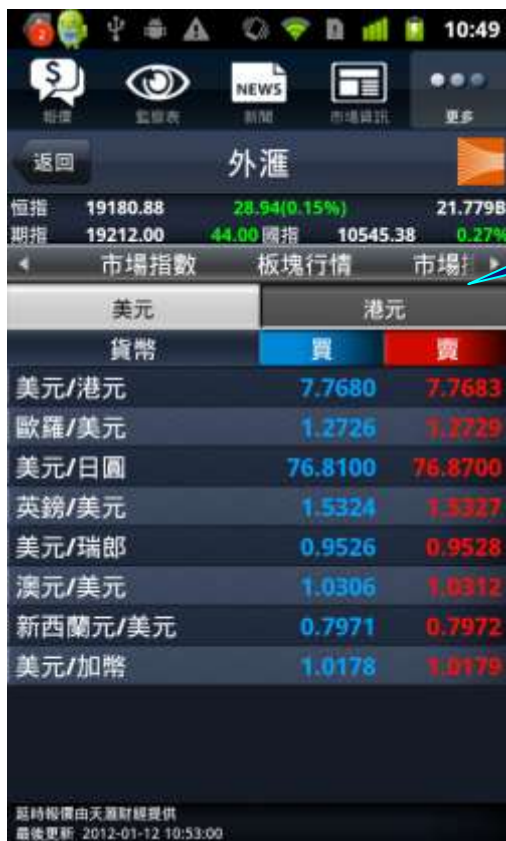 10:49
NEWS
報價 監察表 新聞 市場資訊 更多
返回 外滙
恒指 19180.88 28.94(0.15%) 21.779B
期指 19212.00 44.00 國指 10545.38 0.27%
市場指數 板塊行情 市場
美元 港元
貨幣 買 賣
美元/港元 7.7680 7.7683
歐羅/美元 1.2726 1.2729
美元/日圓 76.8100 76.8700
英鎊/美元 1.5324 1.5327
美元/瑞郎 0.9526 0.9528
澳元/美元 1.0306 1.0312
新西蘭元/美元 0.7971 0.7972
美元/加幣 1.0178 1.0179
延時報價由天滙財經提供
最後更新 2012-01-12 10:53:00